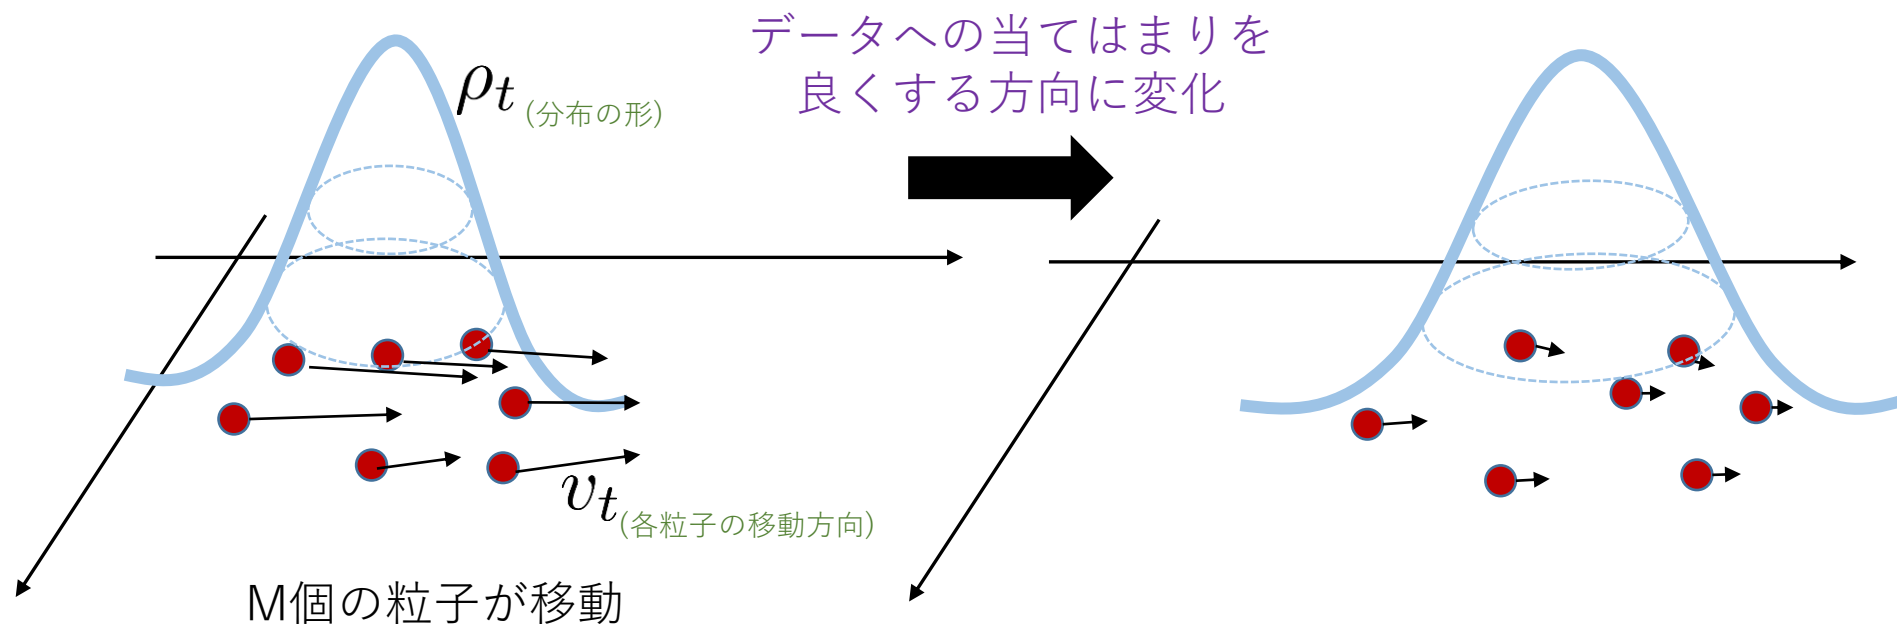 データへの当てはまりを
良くする方向に変化
ρt (分布の形)
vt (各粒子の移動方向)
M個の粒子が移動